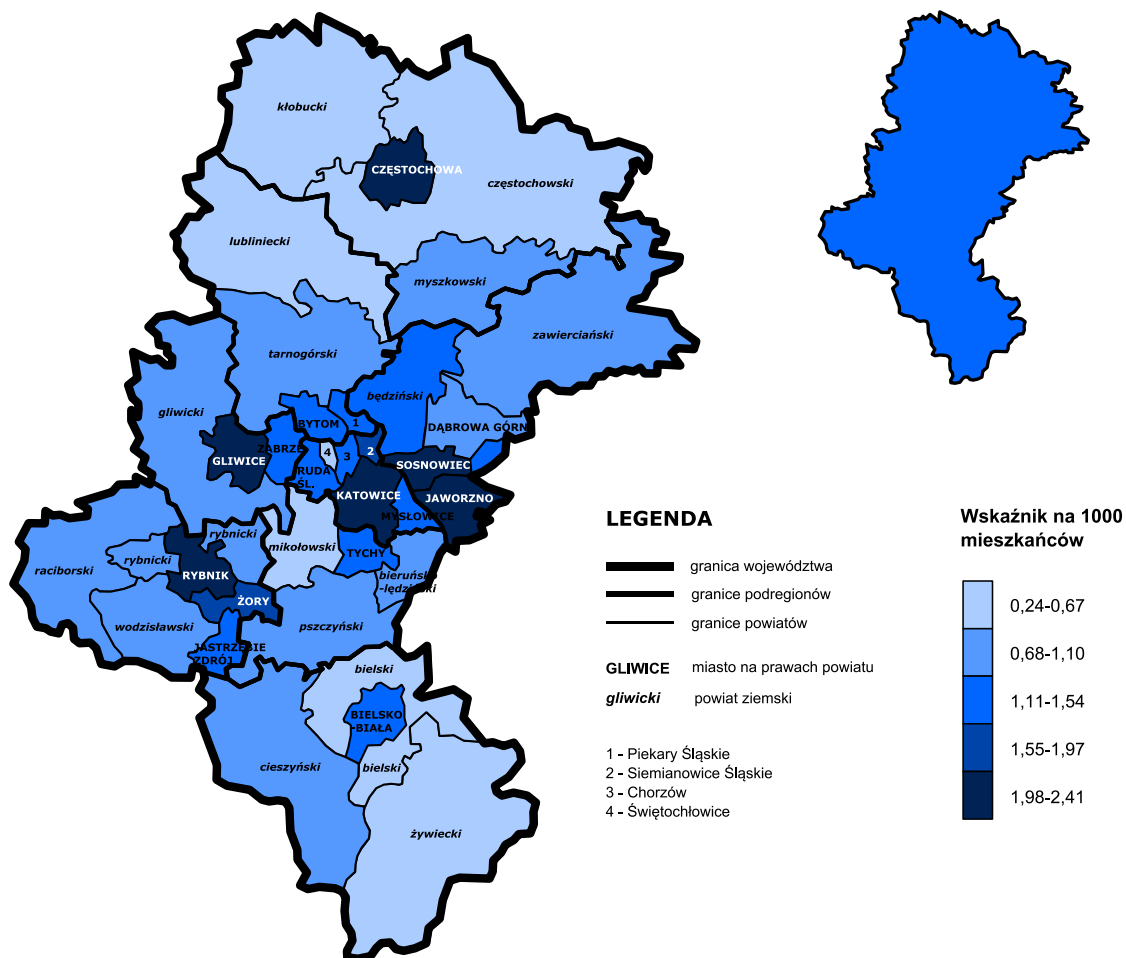 kłobucki
CZĘSTOCHOWA
częstochowski
lubliniecki
myszkowski
zawierciański
tarnogórski
będziński
gliwicki
BYTOM
1
DĄBROWA GÓRN
ZABRZE
4
3
2
GLIWICE
RUDA
ŚL.
SOSNOWIEC
KATOWICE
JAWORZNO
MYSŁOWICE
rybnicki
mikołowski
TYCHY
rybnicki
bieruńsko
-lędziński
raciborski
RYBNIK
ŻORY
wodzisławski
pszczyński
JASTRZĘBIE
ZDRÓJ
bielski
BIELSKO
-BIAŁA
cieszyński
bielski
żywiecki
LEGENDA
granica województwa
granice podregionów
granice powiatów
GLIWICE miasto na prawach powiatu
gliwicki powiat ziemski
1 - Piekary Śląskie
2 - Siemianowice Śląskie
3 - Chorzów
4 - Świętochłowice
Wskaźnik na 1000
mieszkańców
0,24-0,67
0,68-1,10
1,11-1,54
1,55-1,97
1,98-2,41